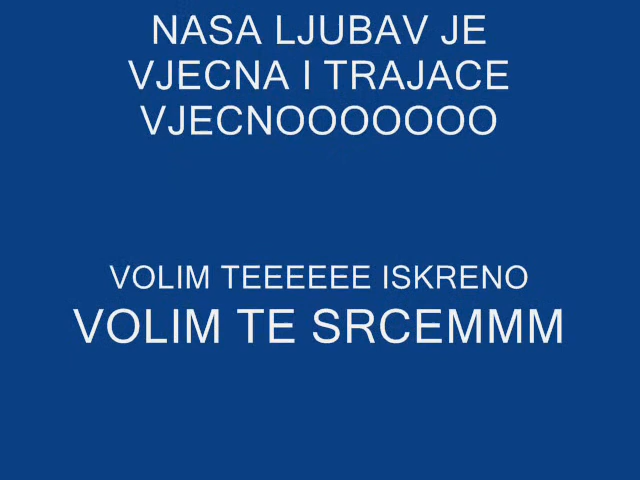 NASA LJUBAV JE
VJECNA I TRAJACE
VJECNOOOOOOO
VOLIM TEEEEEE ISKRENO
VOLIM TE SRCEMMM